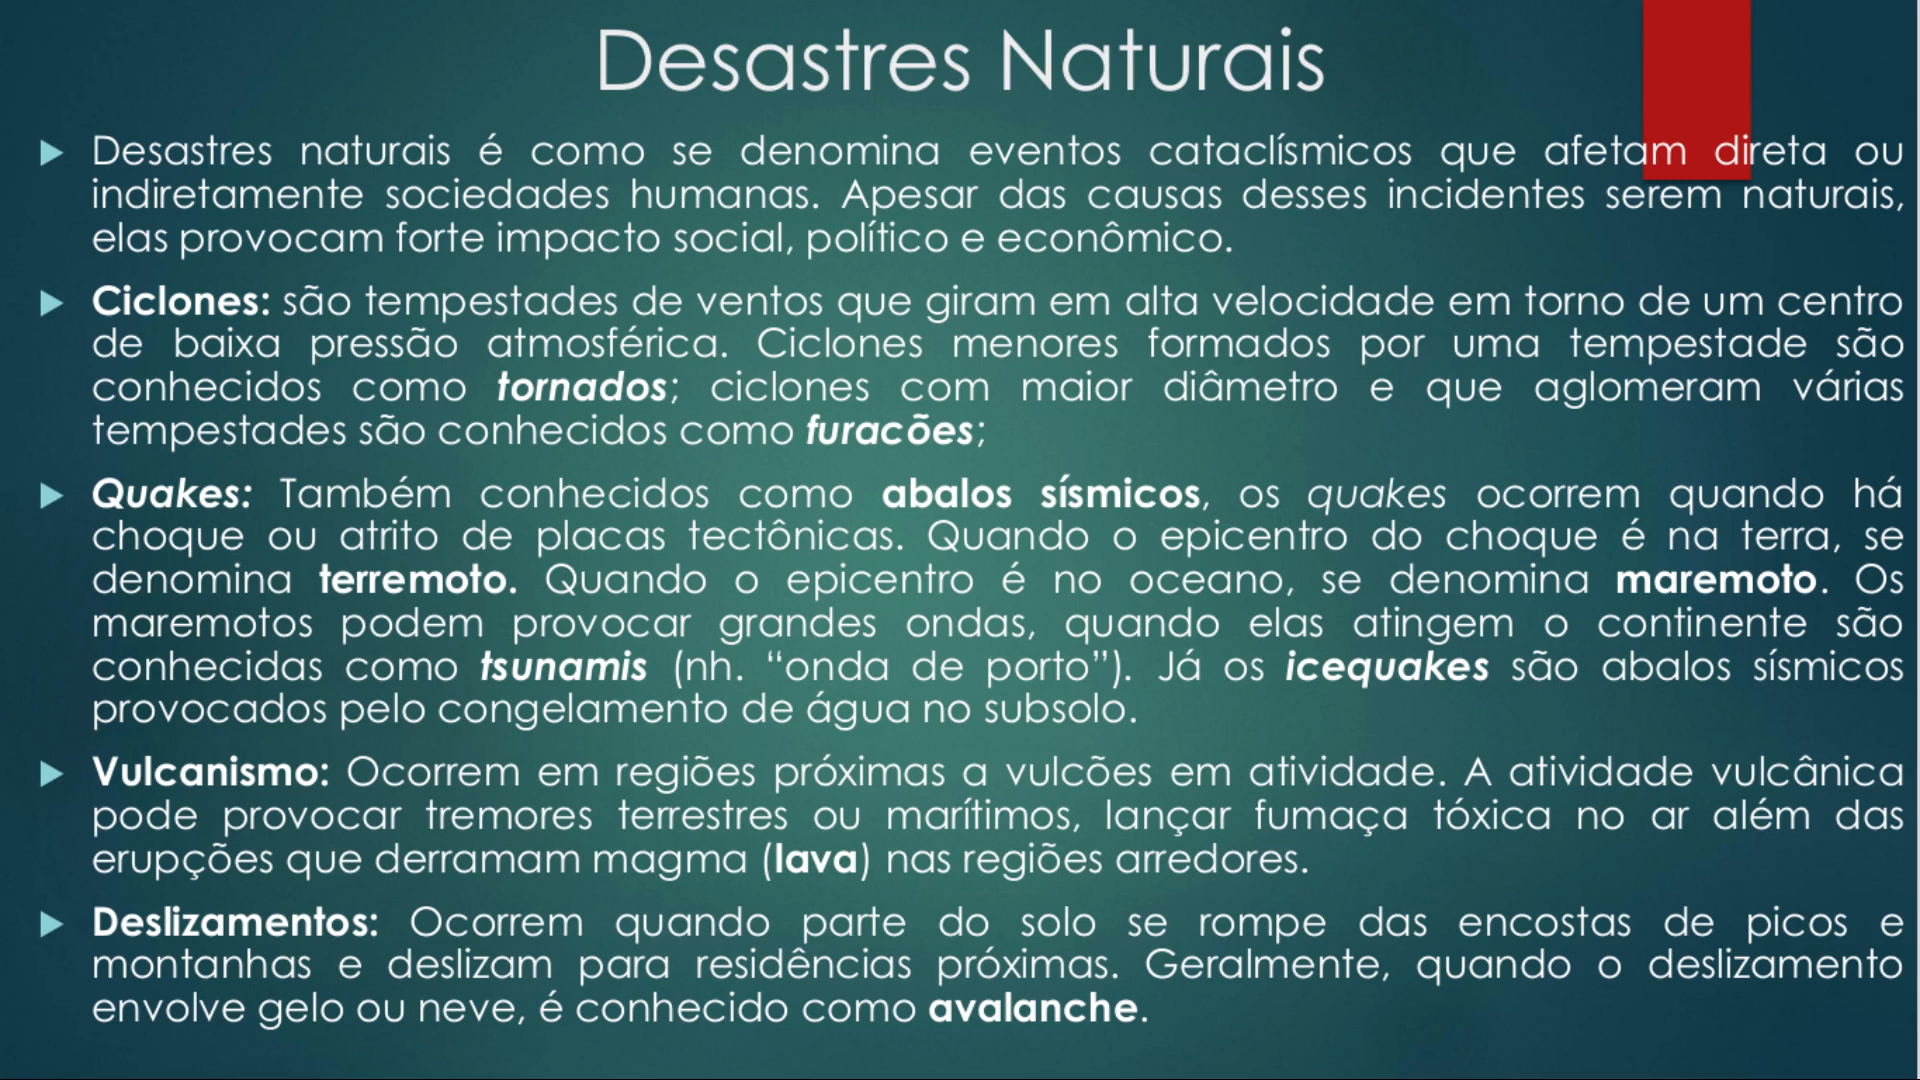 Desastres Naturais
Desastres naturais é como se denomina eventos cataclísmicos que afetam direta ou
indiretamente sociedades humanas. Apesar das causas desses incidentes serem naturais,
elas provocam forte impacto social, político e econômico.
Ciclones: são tempestades de ventos que giram em alta velocidade em torno de um centro
de baixa pressão atmosférica. Ciclones menores formados por uma tempestade são
conhecidos como tornados; ciclones com maior diâmetro e que aglomeram várias
tempestades são conhecidos como furacões;
Quakes: Também conhecidos como abalos sísmicos, os quakes ocorrem quando há
choque ou atrito de placas tectônicas. Quando o epicentro do choque é na terra, se
denomina terremoto. Quando o epicentro é no oceano, se denomina maremoto. Os
maremotos podem provocar grandes ondas, quando elas atingem o continente são
conhecidas como tsunamis (nh. “onda de porto”). Já os icequakes são abalos sísmicos
provocados pelo congelamento de água no subsolo.
Vulcanismo: Ocorrem em regiões próximas a vulcões em atividade. A atividade vulcânica
pode provocar tremores terrestres ou marítimos, lançar fumaça tóxica no ar além das
erupções que derramam magma (lava) nas regiões arredores.
Deslizamentos: Ocorrem quando parte do solo se rompe das encostas de picos e
montanhas e deslizam para residências próximas. Geralmente, quando o deslizamento
envolve gelo ou neve, é conhecido como avalanche.